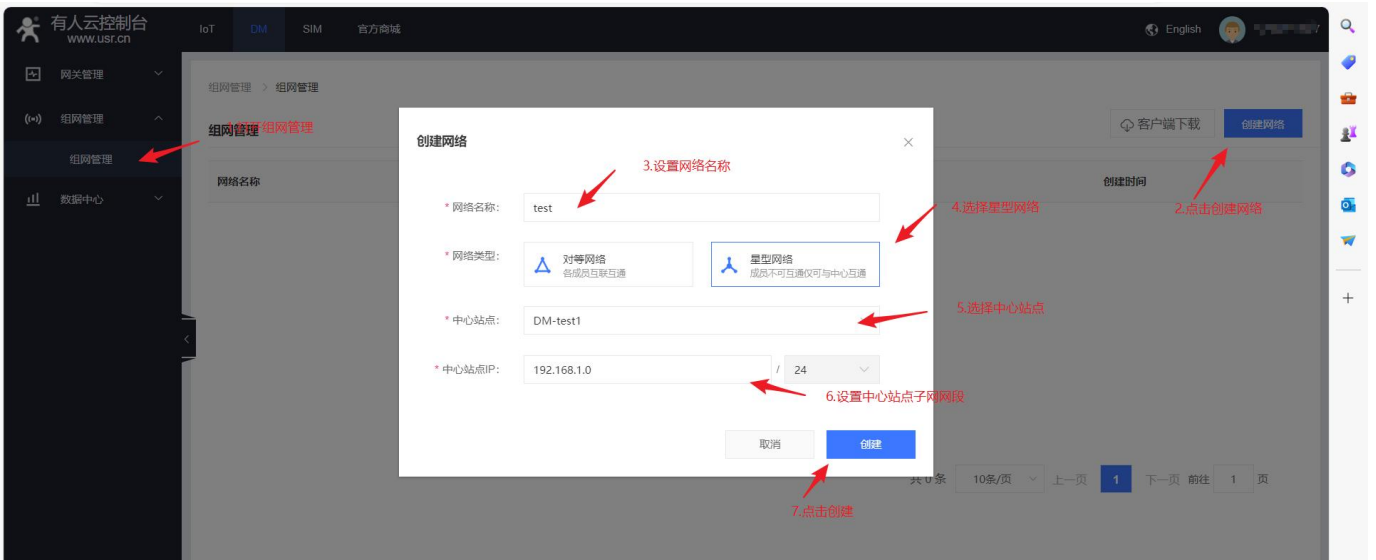 有人云控制台
www.usr.cn
IoT
DM
SIM
官方商城
English
网关管理
组网管理
组网管理
数据中心
组网管理 > 组网管理
组网管理
组网管理
客户端下载
创建网络
网络名称
创建时间
2.点击创建网络
创建网络
3.设置网络名称
* 网络名称:
test
4.选择星型网络
* 网络类型:
对等网络
各成员互联互通
星型网络
成员不可互通仅可与中心互通
* 中心站点:
DM-test1
5.选择中心站点
* 中心站点IP:
192.168.1.0
/
24
6.设置中心站点子网网段
取消
创建
7.点击创建
共 0 条
10条/页
上一页
1
下一页
前往
1
页